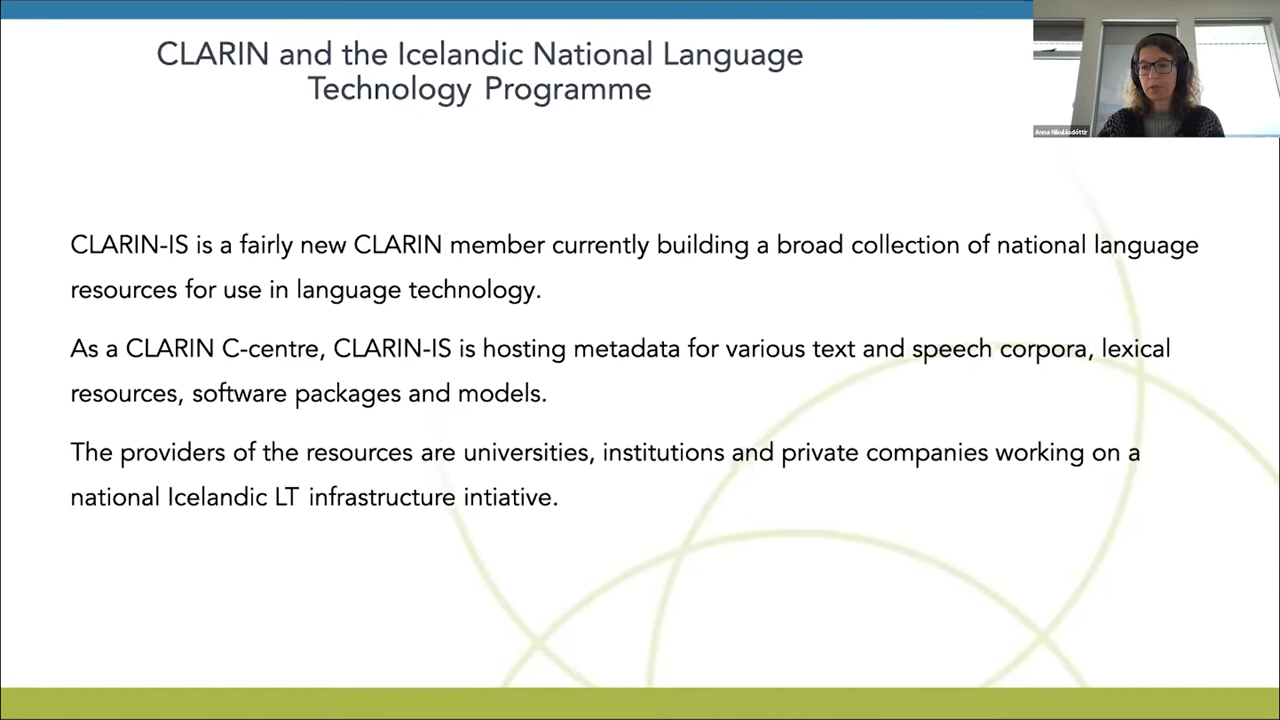 CLARIN and the Icelandic National Language
Technology Programme
Anna Nikulásdóttir
CLARIN-IS is a fairly new CLARIN member currently building a broad collection of national language
resources for use in language technology.
As a CLARIN C-centre, CLARIN-IS is hosting metadata for various text and speech corpora, lexical
resources, software packages and models.
The providers of the resources are universities, institutions and private companies working on a
national Icelandic LT infrastructure intiative.